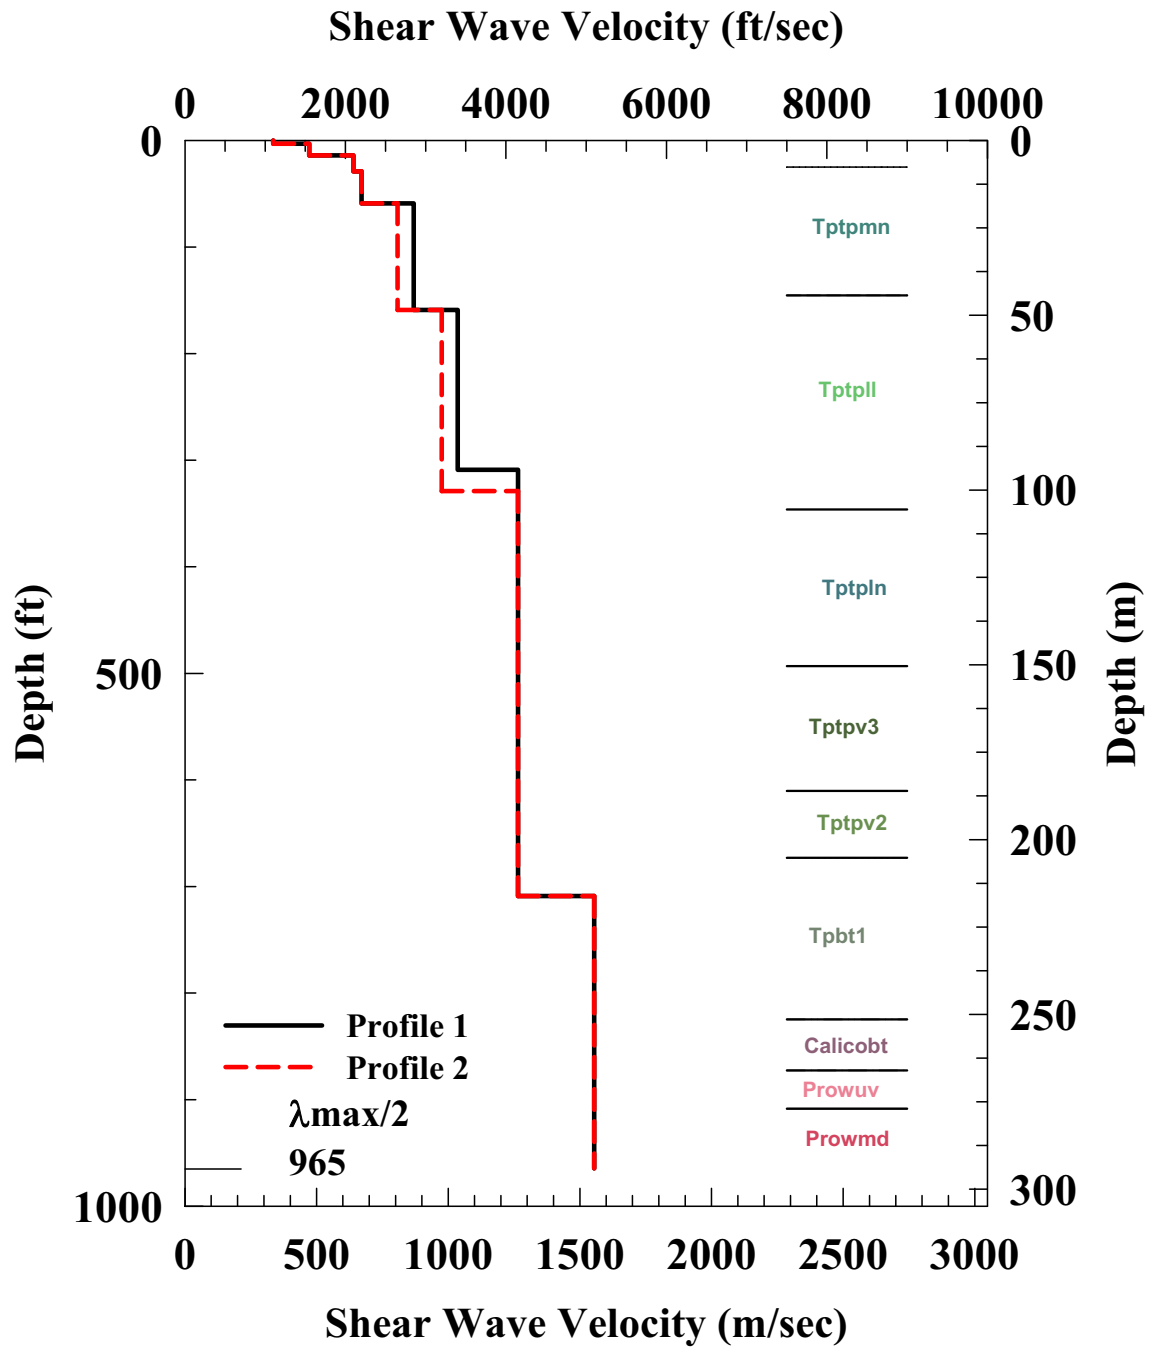 Shear Wave Velocity (ft/sec)
0 2000 4000 6000 8000 10000
0
500
1000
Depth (ft)
0
50
100
150
200
250
300
Depth (m)
Tptpmn
Tptpll
Tptpln
Tptpv3
Tptpv2
Tpbt1
Calicobt
Prowuv
Prowmd
Profile 1
Profile 2
λmax/2
965
0 500 1000 1500 2000 2500 3000
Shear Wave Velocity (m/sec)